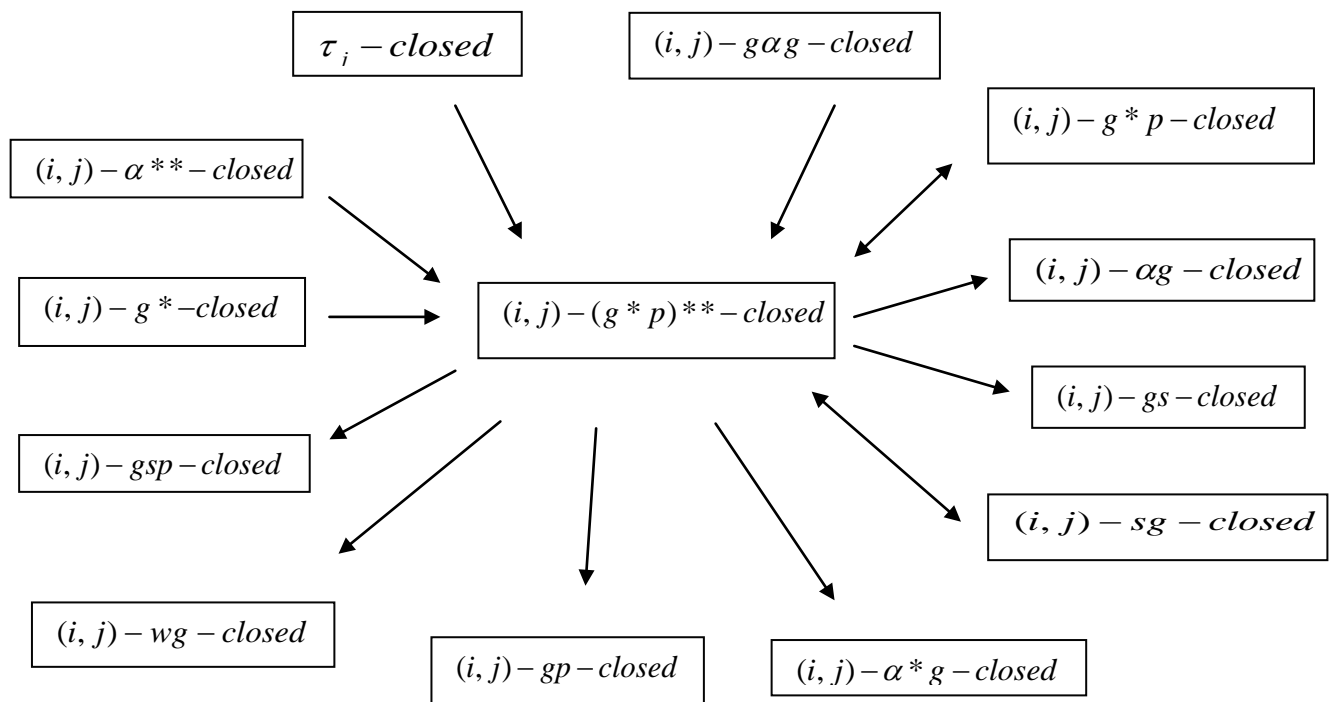 τ_j − closed
(i, j) − gαg − closed
(i, j) − g * p − closed
(i, j) − α ** − closed
(i, j) − αg − closed
(i, j) − g * −closed
(i, j) − (g * p) ** − closed
(i, j) − gs − closed
(i, j) − gsp − closed
(i, j) − sg − closed
(i, j) − wg − closed
(i, j) − gp − closed
(i, j) − α * g − closed